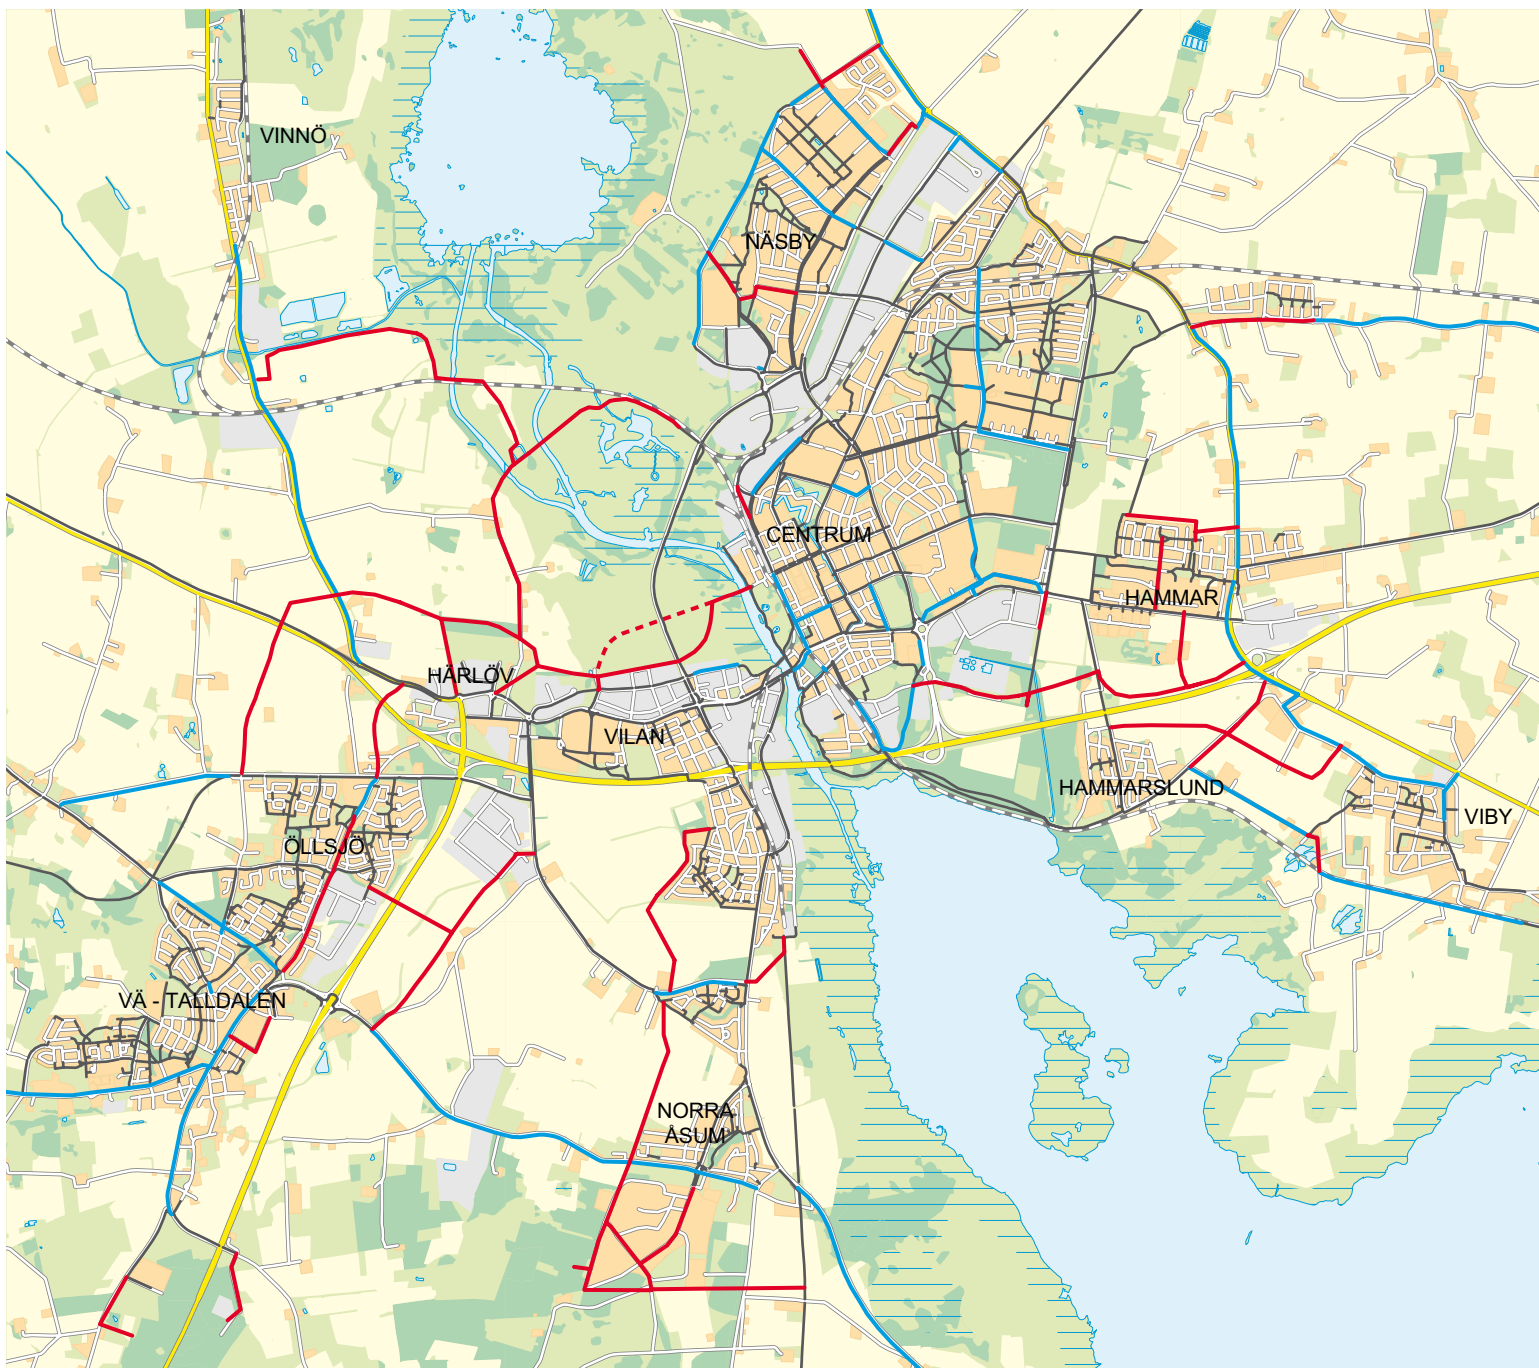 VINNÖ
NÄSBY
CENTRUM
HAMMAR
HÄRLÖV
VILAN
HAMMARSLUND
VIBY
ÖLLSJÖ
VÄ - TALLDALEN
NORRA
ÅSUM